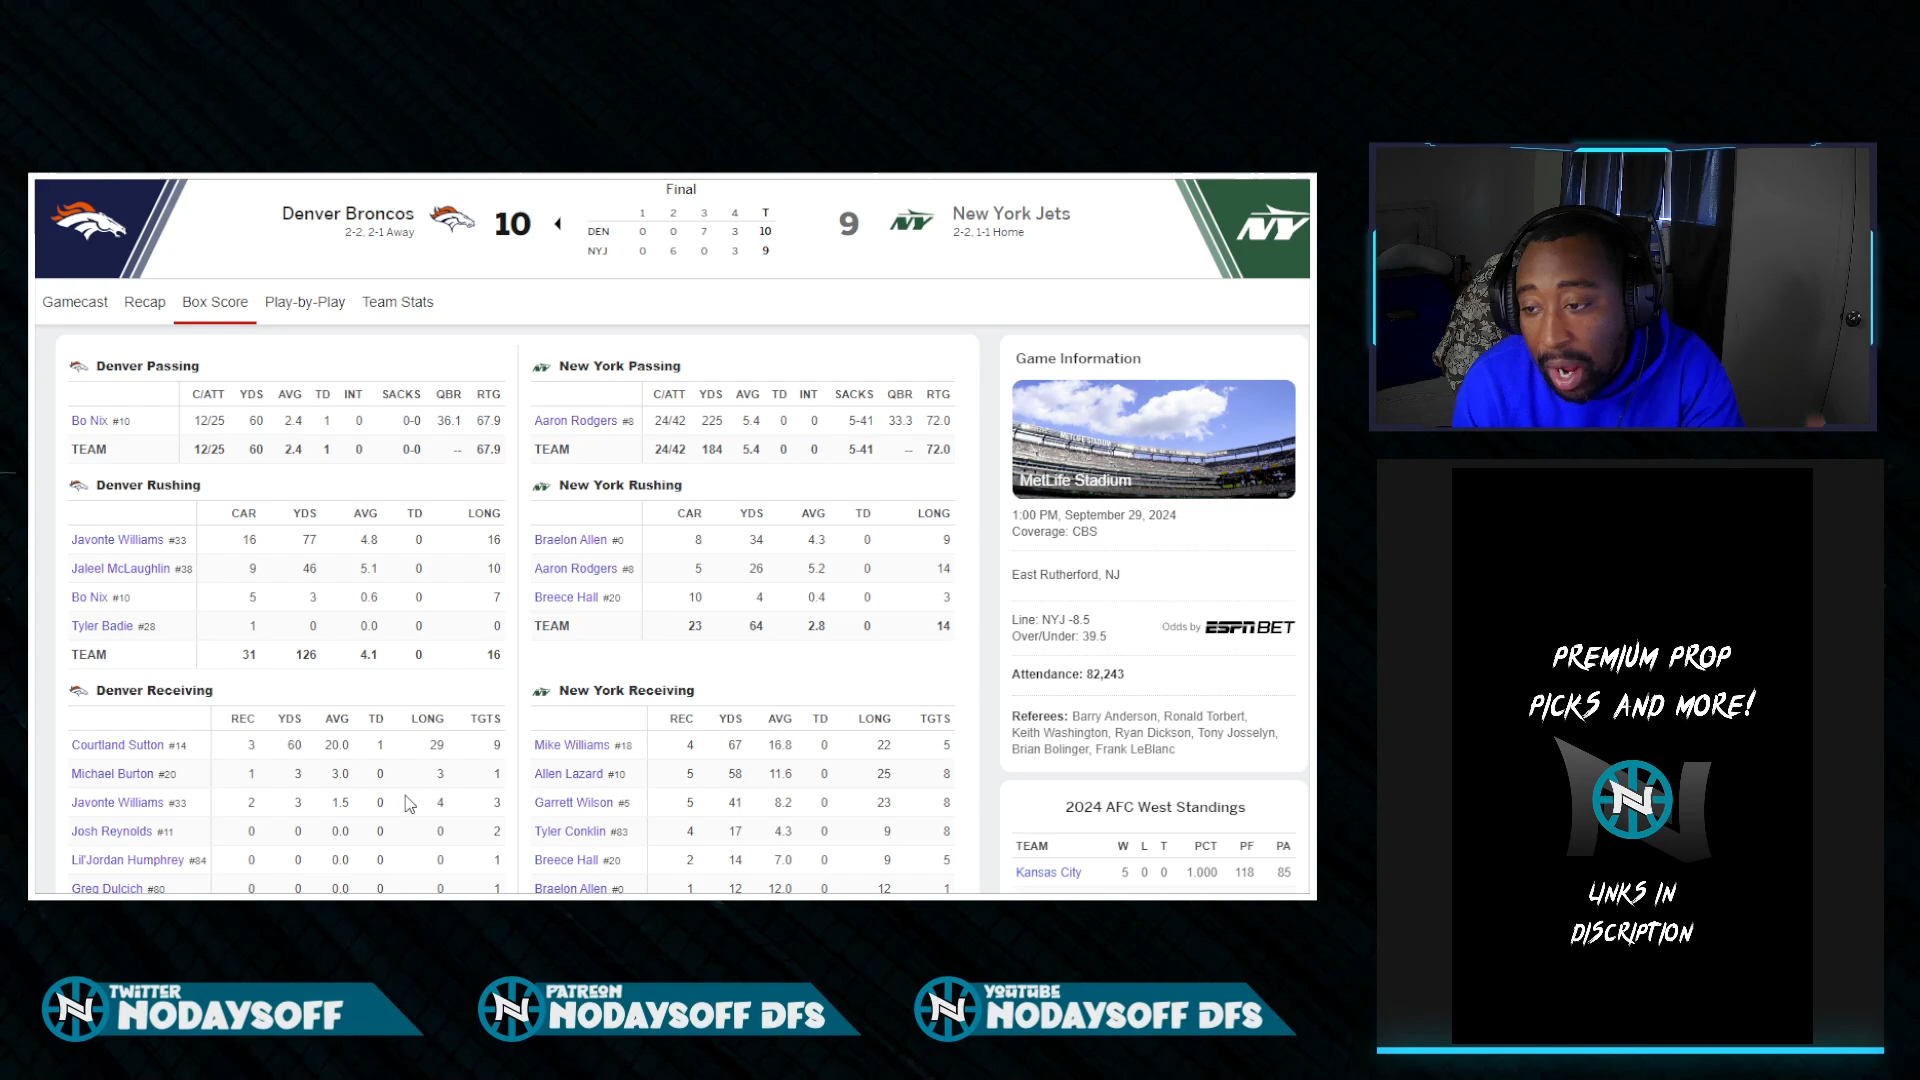 Final
Denver Broncos
2-2, 2-1 Away
10
1 2 3 4 T
DEN 0 0 7 3 10
NYJ 0 6 0 3 9
9
New York Jets
2-2, 1-1 Home
NY
NY
Gamecast Recap Box Score Play-by-Play Team Stats
Denver Passing
C/ATT YDS AVG TD INT SACKS QBR RTG
Bo Nix #10 12/25 60 2.4 1 0 0-0 36.1 67.9
TEAM 12/25 60 2.4 1 0 0-0 -- 67.9
Denver Rushing
CAR YDS AVG TD LONG
Javonte Williams #33 16 77 4.8 0 16
Jaleel McLaughlin #38 9 46 5.1 0 10
Bo Nix #10 5 3 0.6 0 7
Tyler Badie #28 1 0 0.0 0 0
TEAM 31 126 4.1 0 16
Denver Receiving
REC YDS AVG TD LONG TGTS
Courtland Sutton #14 3 60 20.0 1 29 9
Michael Burton #20 1 3 3.0 0 3 1
Javonte Williams #33 2 3 1.5 0 4 3
Josh Reynolds #11 0 0 0.0 0 0 2
Lil'Jordan Humphrey #84 0 0 0.0 0 0 1
Greg Dulcich #80 0 0 0.0 0 0 1
New York Passing
C/ATT YDS AVG TD INT SACKS QBR RTG
Aaron Rodgers #8 24/42 225 5.4 0 0 5-41 33.3 72.0
TEAM 24/42 184 5.4 0 0 5-41 -- 72.0
New York Rushing
CAR YDS AVG TD LONG
Braelon Allen #0 8 34 4.3 0 9
Aaron Rodgers #8 5 26 5.2 0 14
Breece Hall #20 10 4 0.4 0 3
TEAM 23 64 2.8 0 14
New York Receiving
REC YDS AVG TD LONG TGTS
Mike Williams #18 4 67 16.8 0 22 5
Allen Lazard #10 5 58 11.6 0 25 8
Garrett Wilson #5 5 41 8.2 0 23 8
Tyler Conklin #83 4 17 4.3 0 9 8
Breece Hall #20 2 14 7.0 0 9 5
Braelon Allen #0 1 12 12.0 0 12 1
Game Information
MetLife Stadium
1:00 PM, September 29, 2024
Coverage: CBS
East Rutherford, NJ
Line: NYJ -8.5
Over/Under: 39.5
Odds by ESPN BET
Attendance: 82,243
Referees: Barry Anderson, Ronald Torbert,
Keith Washington, Ryan Dickson, Tony Josselyn,
Brian Bolinger, Frank LeBlanc
2024 AFC West Standings
TEAM W L T PCT PF PA
Kansas City 5 0 0 1.000 118 85
PREMIUM PROP
PICKS AND MORE!
N
LINKS IN
DISCRIPTION
N
TWITTER
NODAYSOFF
N
PATREON
NODAYSOFF DFS
N
YOUTUBE
NODAYSOFF DFS